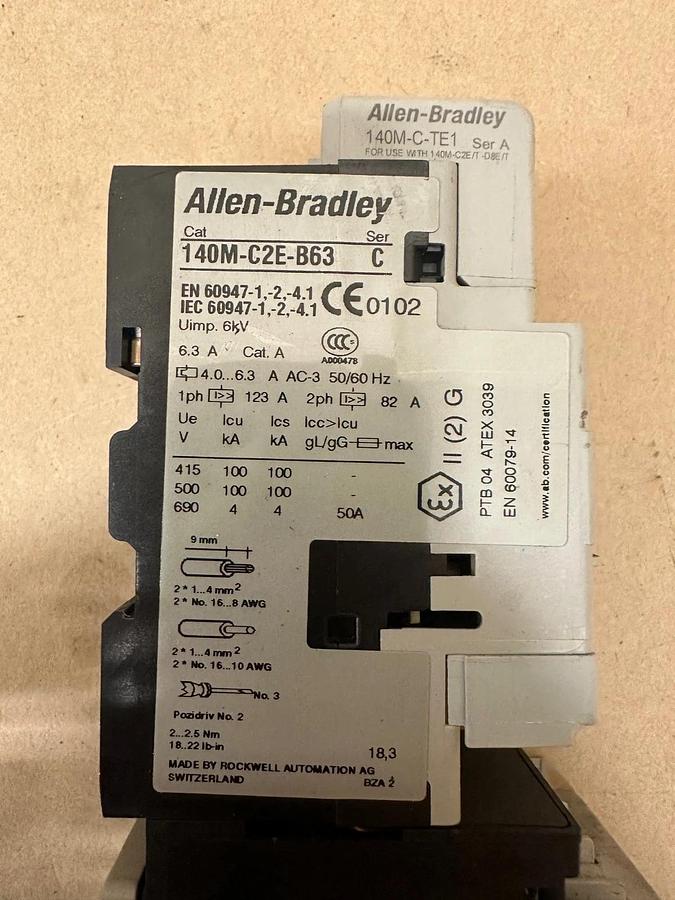 Allen-Bradley
140M-C-TE1 Ser A
FOR USE WITH 140M-C2E/T -D8E/T
Allen-Bradley
Cat Ser
140M-C2E-B63 C
EN 60947-1,-2,-4.1
IEC 60947-1,-2,-4.1
CE 0102
Uimp. 6kV
CCC S
A000478
6.3 A Cat. A
4.0...6.3 A AC-3 50/60 Hz
1ph I>> 123 A 2ph I>> 82 A
Ue Icu Ics Icc>Icu
V kA kA gL/gG max
415 100 100 -
500 100 100 -
690 4 4 50A
Ex II (2) G
PTB 04 ATEX 3039
EN 60079-14
www.ab.com/certification
9 mm
2 * 1...4 mm²
2 * No. 16...8 AWG
2 * 1...4 mm²
2 * No. 16...10 AWG
No. 3
Pozidriv No. 2
2...2.5 Nm
18..22 lb-in
18,3
MADE BY ROCKWELL AUTOMATION AG
SWITZERLAND
BZA